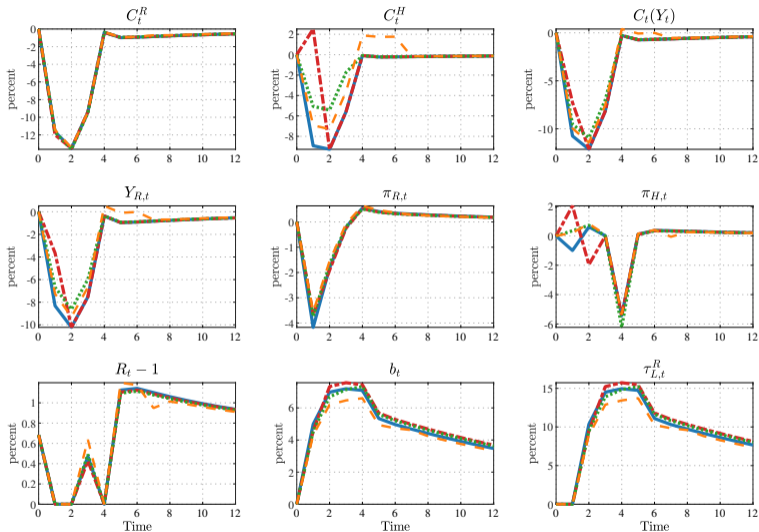 $C_t^R$
percent
0
-2
-4
-6
-8
-10
-12
0 2 4 6 8 10 12
$C_t^H$
percent
2
0
-2
-4
-6
-8
0 2 4 6 8 10 12
$C_t(Y_t)$
percent
0
-5
-10
0 2 4 6 8 10 12
$Y_{R,t}$
percent
0
-2
-4
-6
-8
-10
0 2 4 6 8 10 12
$\pi_{R,t}$
percent
0
-1
-2
-3
-4
0 2 4 6 8 10 12
$\pi_{H,t}$
percent
2
0
-2
-4
-6
0 2 4 6 8 10 12
$R_t - 1$
percent
1
0.8
0.6
0.4
0.2
0
0 2 4 6 8 10 12
Time
$b_t$
percent
6
4
2
0
0 2 4 6 8 10 12
Time
$\tau_{L,t}^R$
percent
15
10
5
0
0 2 4 6 8 10 12
Time